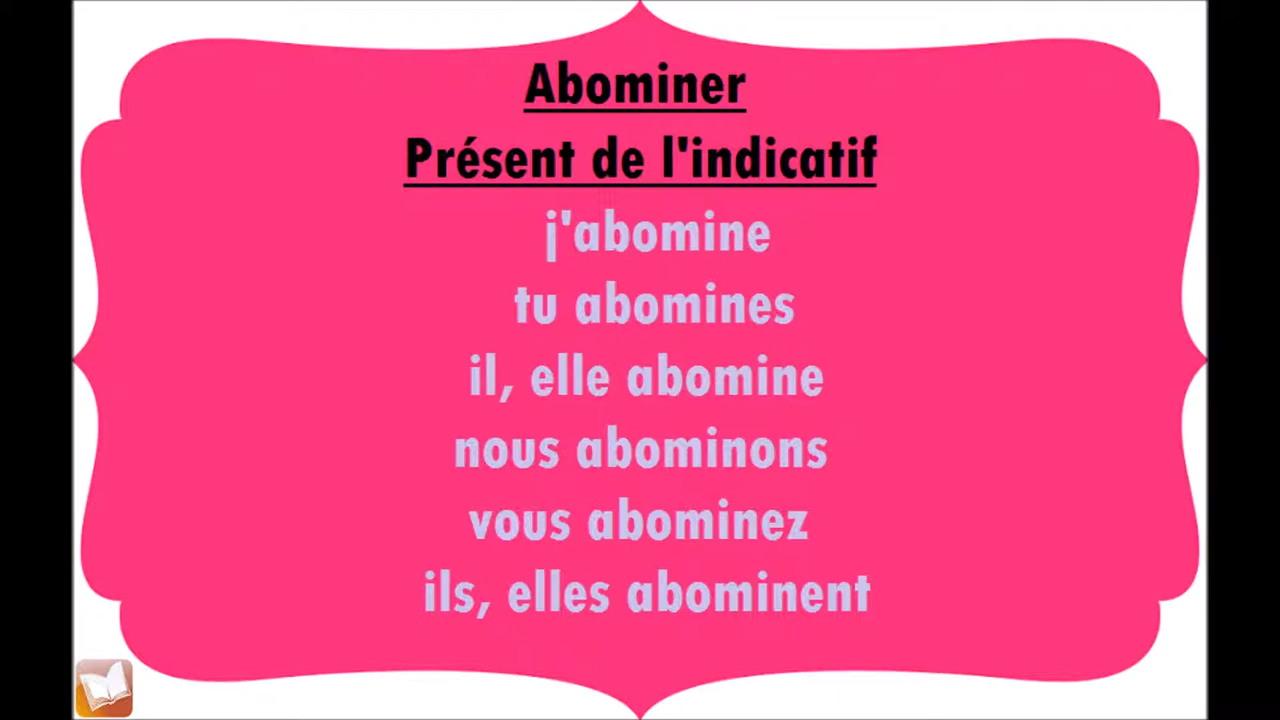 Abominer
Présent de l'indicatif
j'abomine
tu abomines
il, elle abomine
nous abominons
vous abominez
ils, elles abominent